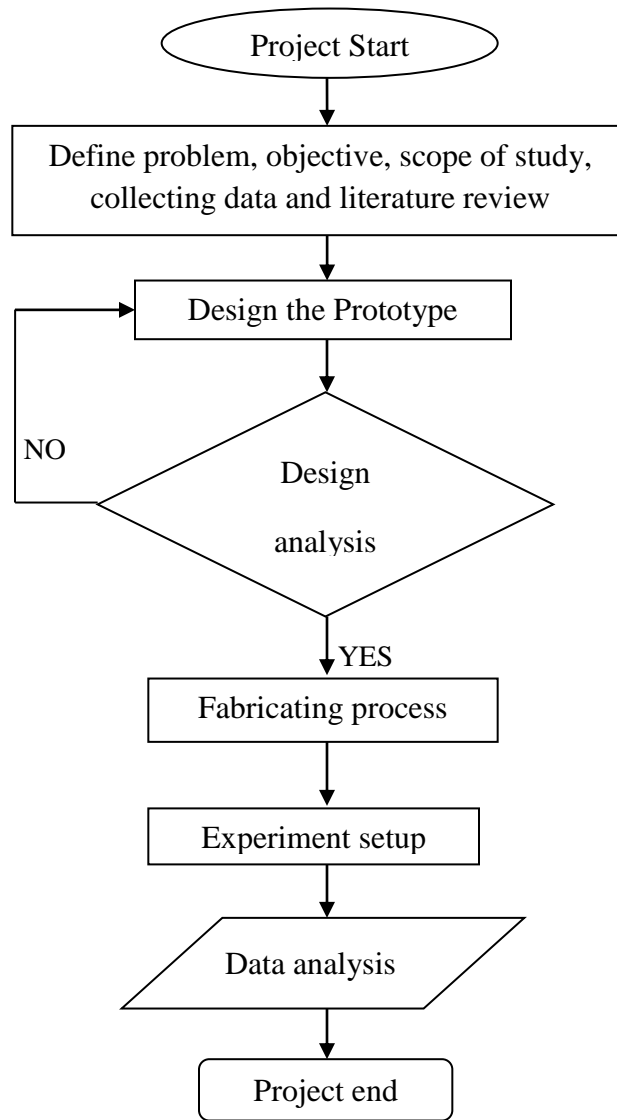 Project Start
Define problem, objective, scope of study,
collecting data and literature review
Design the Prototype
NO
Design
analysis
YES
Fabricating process
Experiment setup
Data analysis
Project end